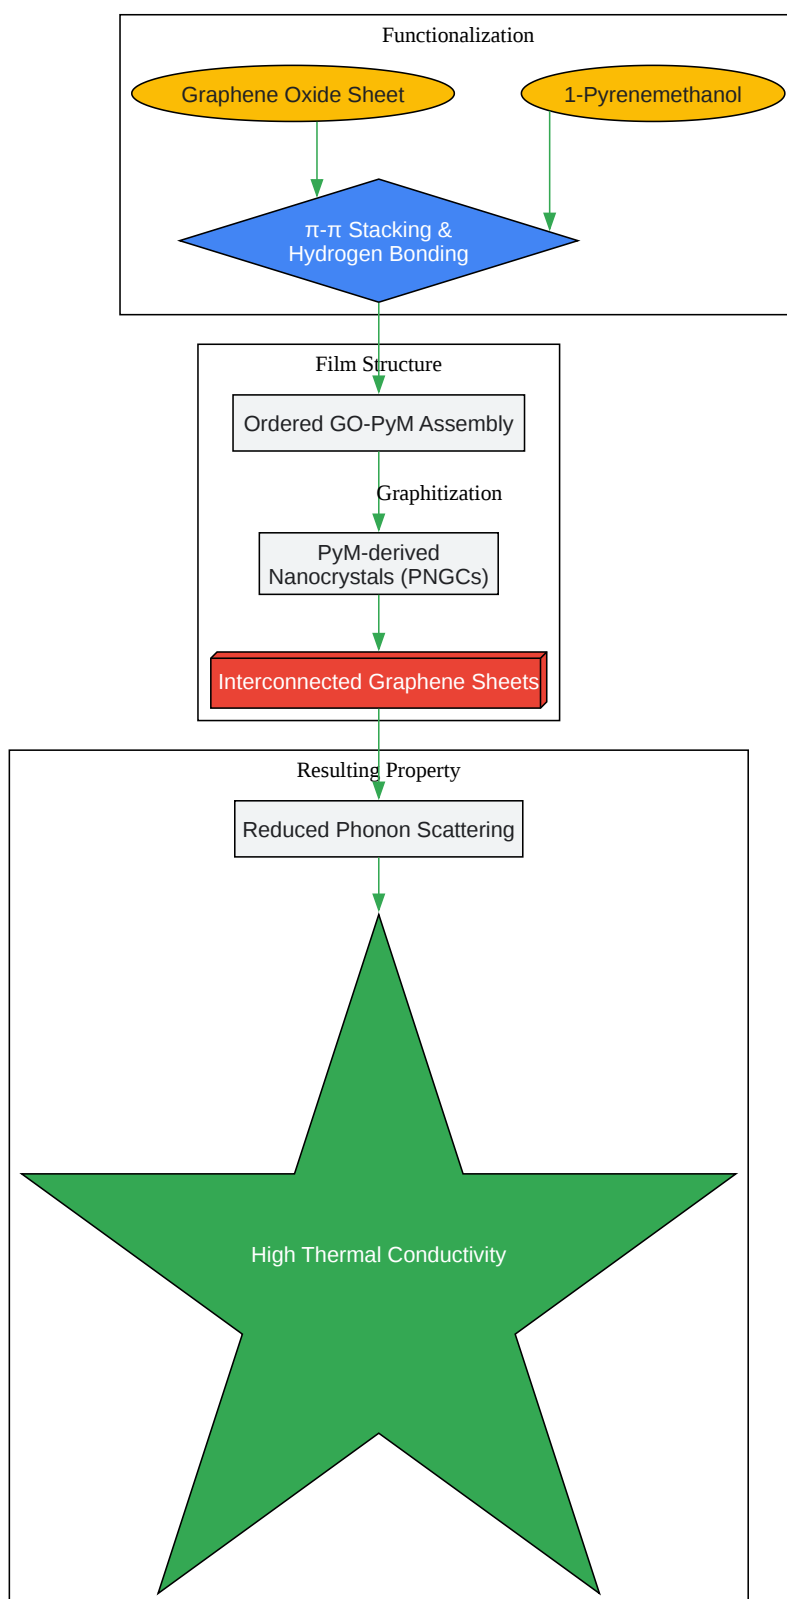 Functionalization
Graphene Oxide Sheet
1-Pyrenemethanol
π-π Stacking &
Hydrogen Bonding
Film Structure
Ordered GO-PyM Assembly
Graphitization
PyM-derived
Nanocrystals (PNGCs)
Interconnected Graphene Sheets
Resulting Property
Reduced Phonon Scattering
High Thermal Conductivity